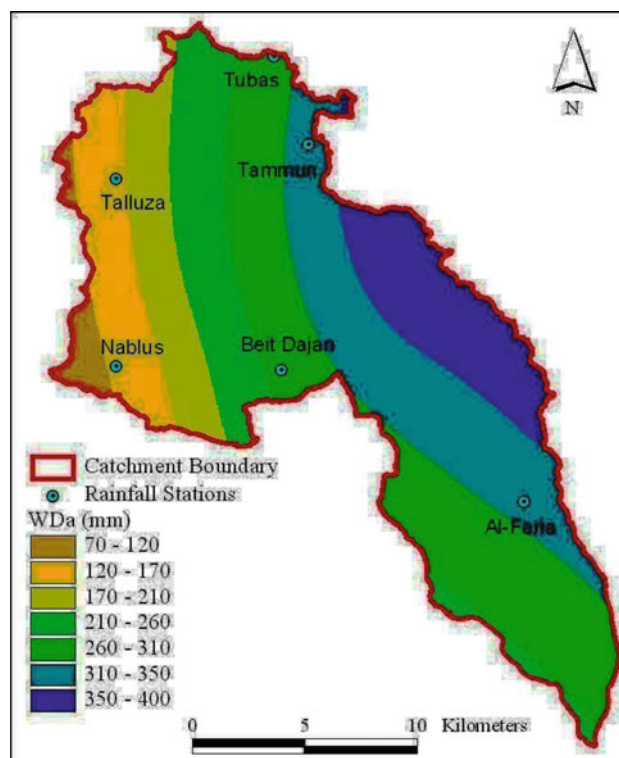 Tubas
N
Tammun
Talluza
Nablus
Beit Dajan
Catchment Boundary
Rainfall Stations
Al-Faria
WDa (mm)
70 - 120
120 - 170
170 - 210
210 - 260
260 - 310
310 - 350
350 - 400
0 5 10 Kilometers